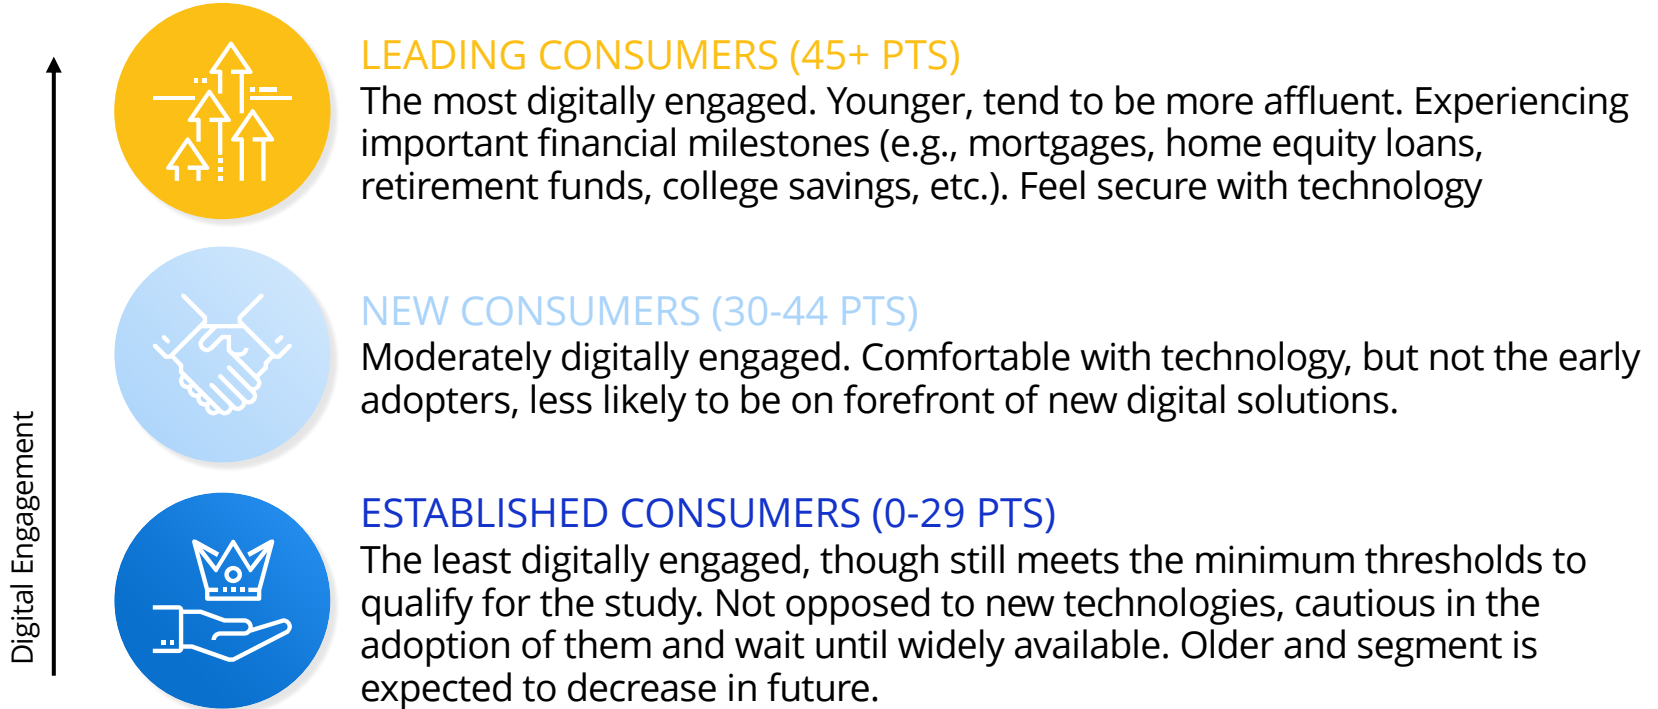 LEADING CONSUMERS (45+ PTS)
The most digitally engaged. Younger, tend to be more affluent. Experiencing
important financial milestones (e.g., mortgages, home equity loans,
retirement funds, college savings, etc.). Feel secure with technology
NEW CONSUMERS (30-44 PTS)
Moderately digitally engaged. Comfortable with technology, but not the early
adopters, less likely to be on forefront of new digital solutions.
ESTABLISHED CONSUMERS (0-29 PTS)
The least digitally engaged, though still meets the minimum thresholds to
qualify for the study. Not opposed to new technologies, cautious in the
adoption of them and wait until widely available. Older and segment is
expected to decrease in future.
Digital Engagement